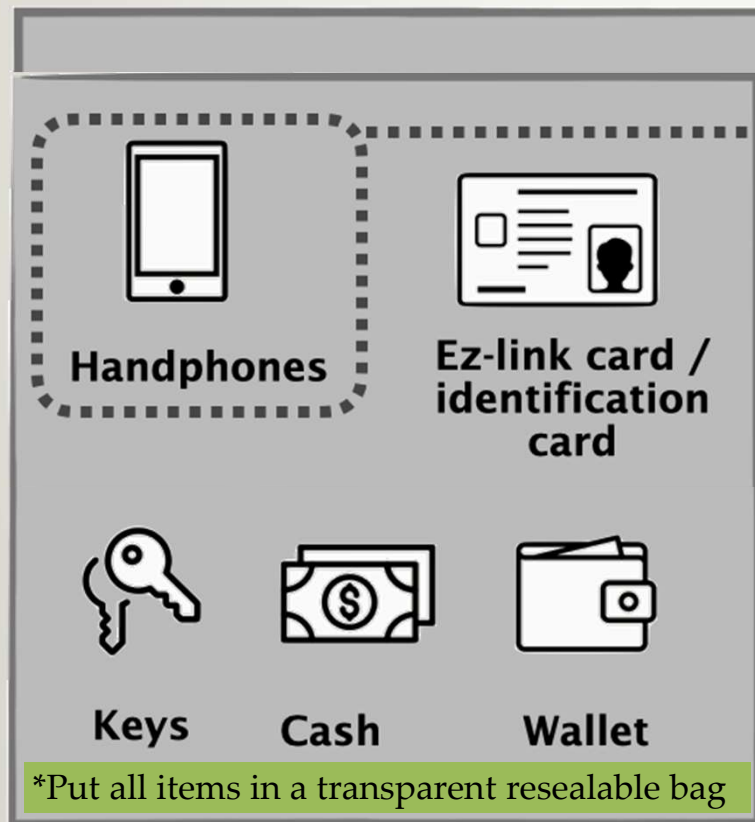 Handphones
Ez-link card /
identification
card
Keys
Cash
Wallet
$
*Put all items in a transparent resealable bag